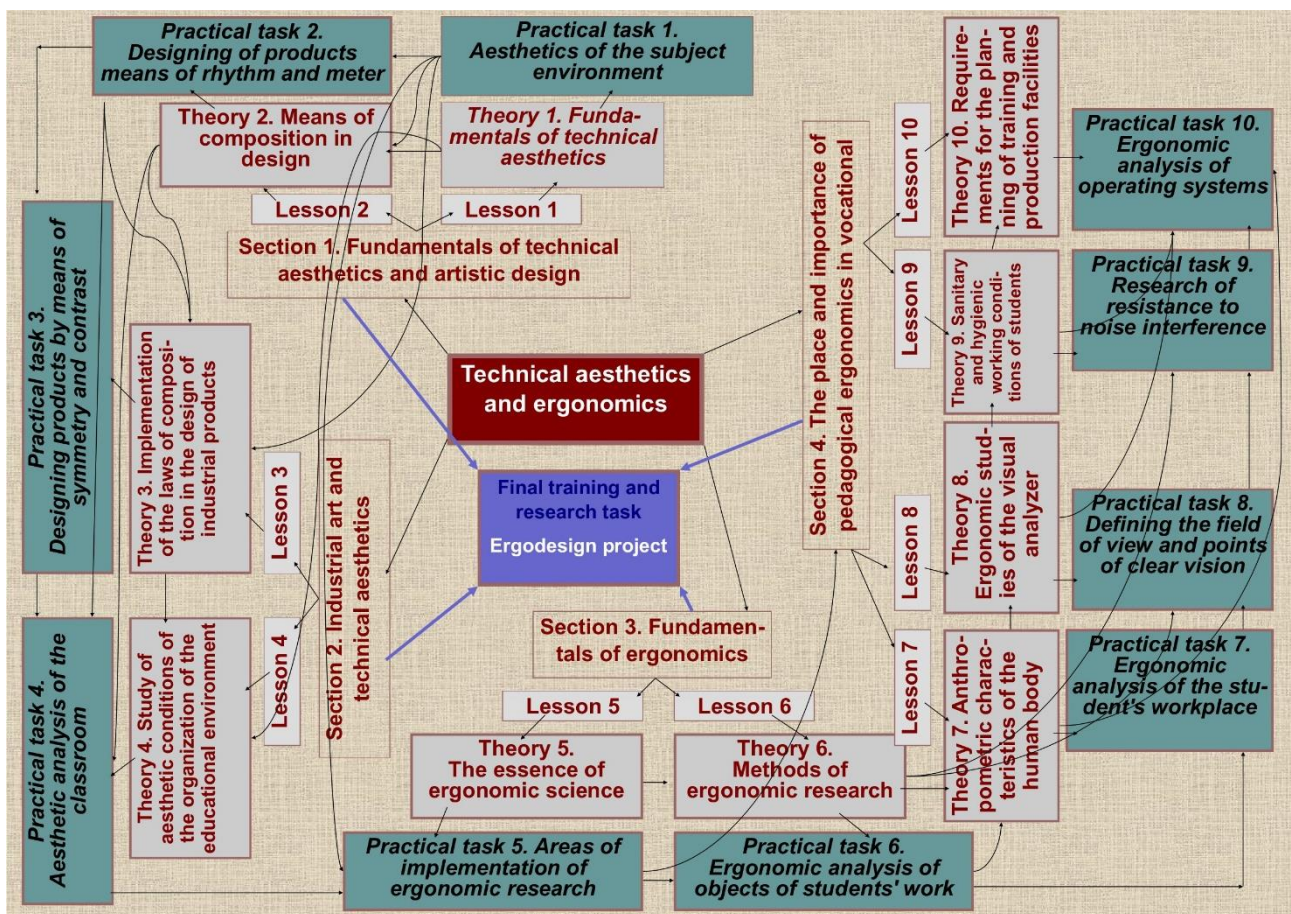 Practical task 2.
Designing of products
means of rhythm and meter
Practical task 1.
Aesthetics of the subject
environment
Theory 2. Means
of composition in
design
Theory 1. Funda-
mentals of technical
aesthetics
Lesson 2
Lesson 1
Section 1. Fundamentals of technical
aesthetics and artistic design
Practical task 3.
Designing products by means of
symmetry and contrast
Theory 3. Implementation
of the laws of composi-
tion in the design of
industrial products
Lesson 3
Practical task 4.
Aesthetic analysis of the
classroom
Theory 4. Study of
aesthetic conditions of
the organization of the
educational environment
Lesson 4
Section 2. Industrial art and
technical aesthetics
Technical aesthetics
and ergonomics
Final training and
research task
Ergodesign project
Section 3. Fundamen-
tals of ergonomics
Lesson 5
Lesson 6
Theory 5.
The essence of
ergonomic science
Theory 6.
Methods of
ergonomic research
Practical task 5. Areas of
implementation of
ergonomic research
Practical task 6.
Ergonomic analysis of
objects of students' work
Section 4. The place and importance of
pedagogical ergonomics in vocational
Lesson 10
Theory 10. Require-
ments for the plan-
ning of training and
production facilities
Practical task 10.
Ergonomic
analysis of
operating systems
Lesson 9
Theory 9. Sanitary
and hygienic
working condi-
tions of students
Practical task 9.
Research of
resistance to
noise interference
Lesson 8
Theory 8.
Ergonomic stud-
ies of the visual
analyzer
Practical task 8.
Defining the field
of view and points
of clear vision
Lesson 7
Theory 7. Anthro-
pometric charac-
teristics of the
human body
Practical task 7.
Ergonomic
analysis of the stu-
dent's workplace